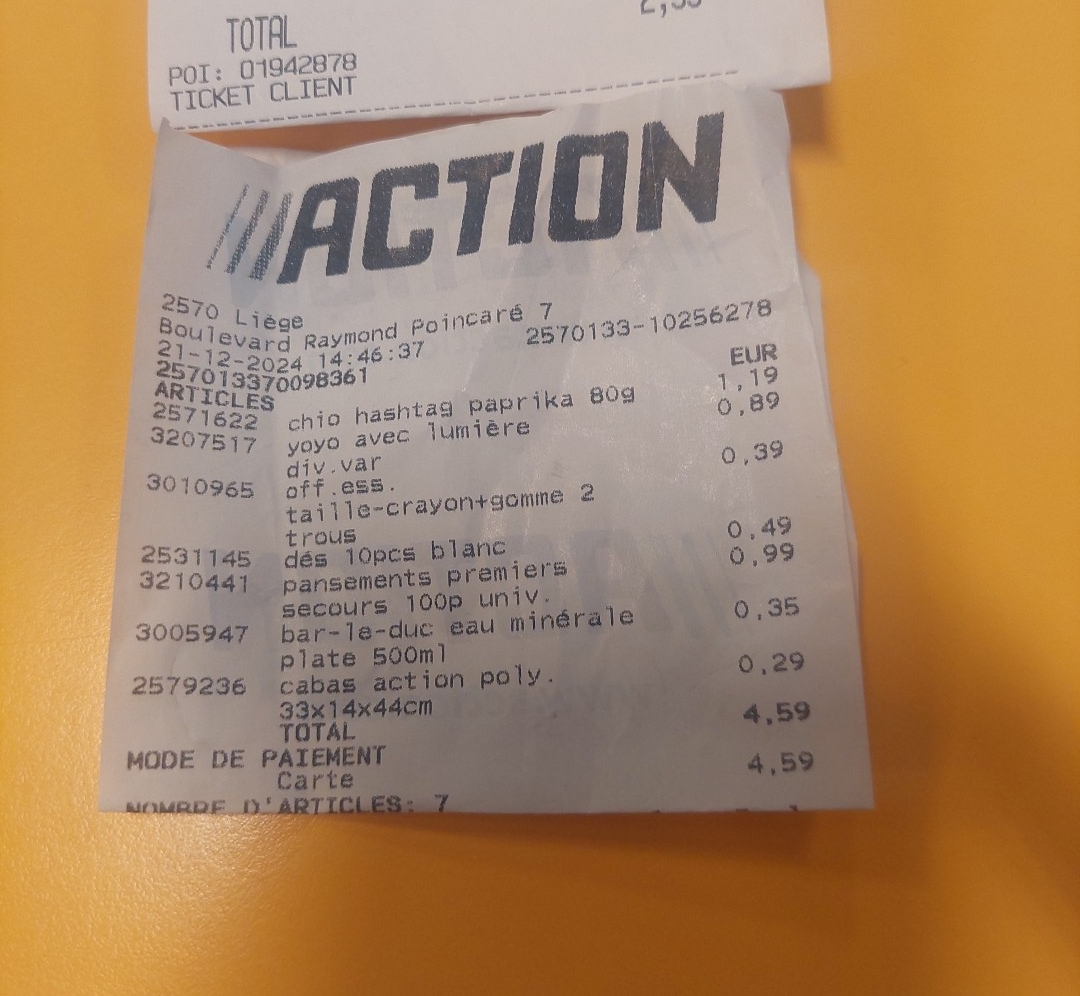 TOTAL
POI: 01942878
TICKET CLIENT
ACTION
2570 Liège
Boulevard Raymond Poincaré 7
21-12-2024 14:46:37 2570133-10256278
257013370098361
EUR
ARTICLES
2571622 chio hashtag paprika 80g 1,19
3207517 yoyo avec lumière 0,89
div.var
3010965 off.ess. 0,39
taille-crayon+gomme 2
trous
2531145 dés 10pcs blanc 0,49
3210441 pansements premiers 0,99
secours 100p univ.
3005947 bar-le-duc eau minérale 0,35
plate 500ml
2579236 cabas action poly. 0,29
33x14x44cm
TOTAL 4,59
MODE DE PAIEMENT
Carte 4,59
NOMBRE D'ARTICLES: 7